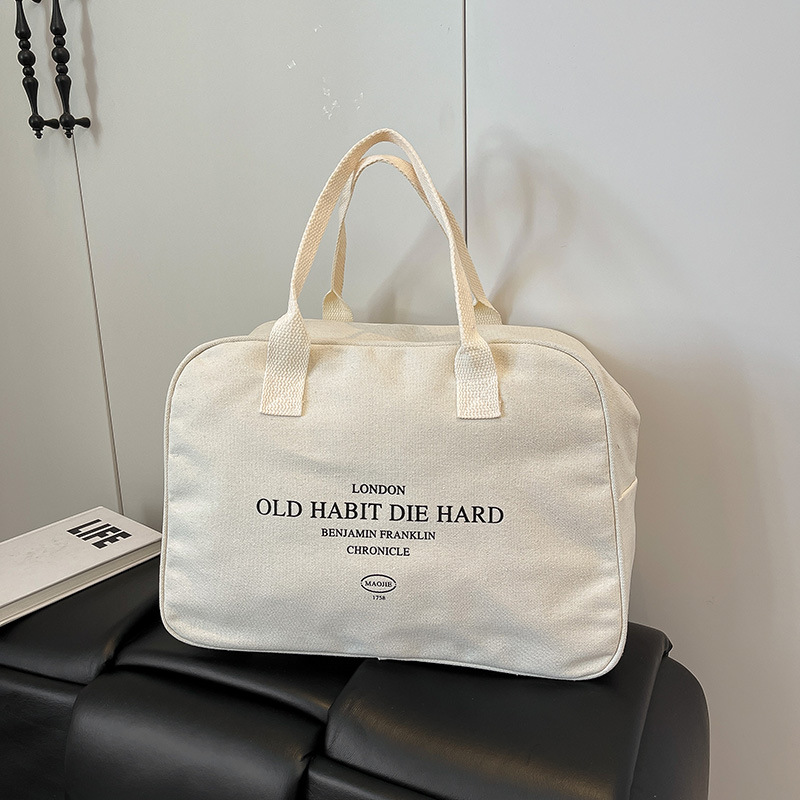 LONDON
OLD HABIT DIE HARD
BENJAMIN FRANKLIN
CHRONICLE
MAOJIE
1758
LIFE